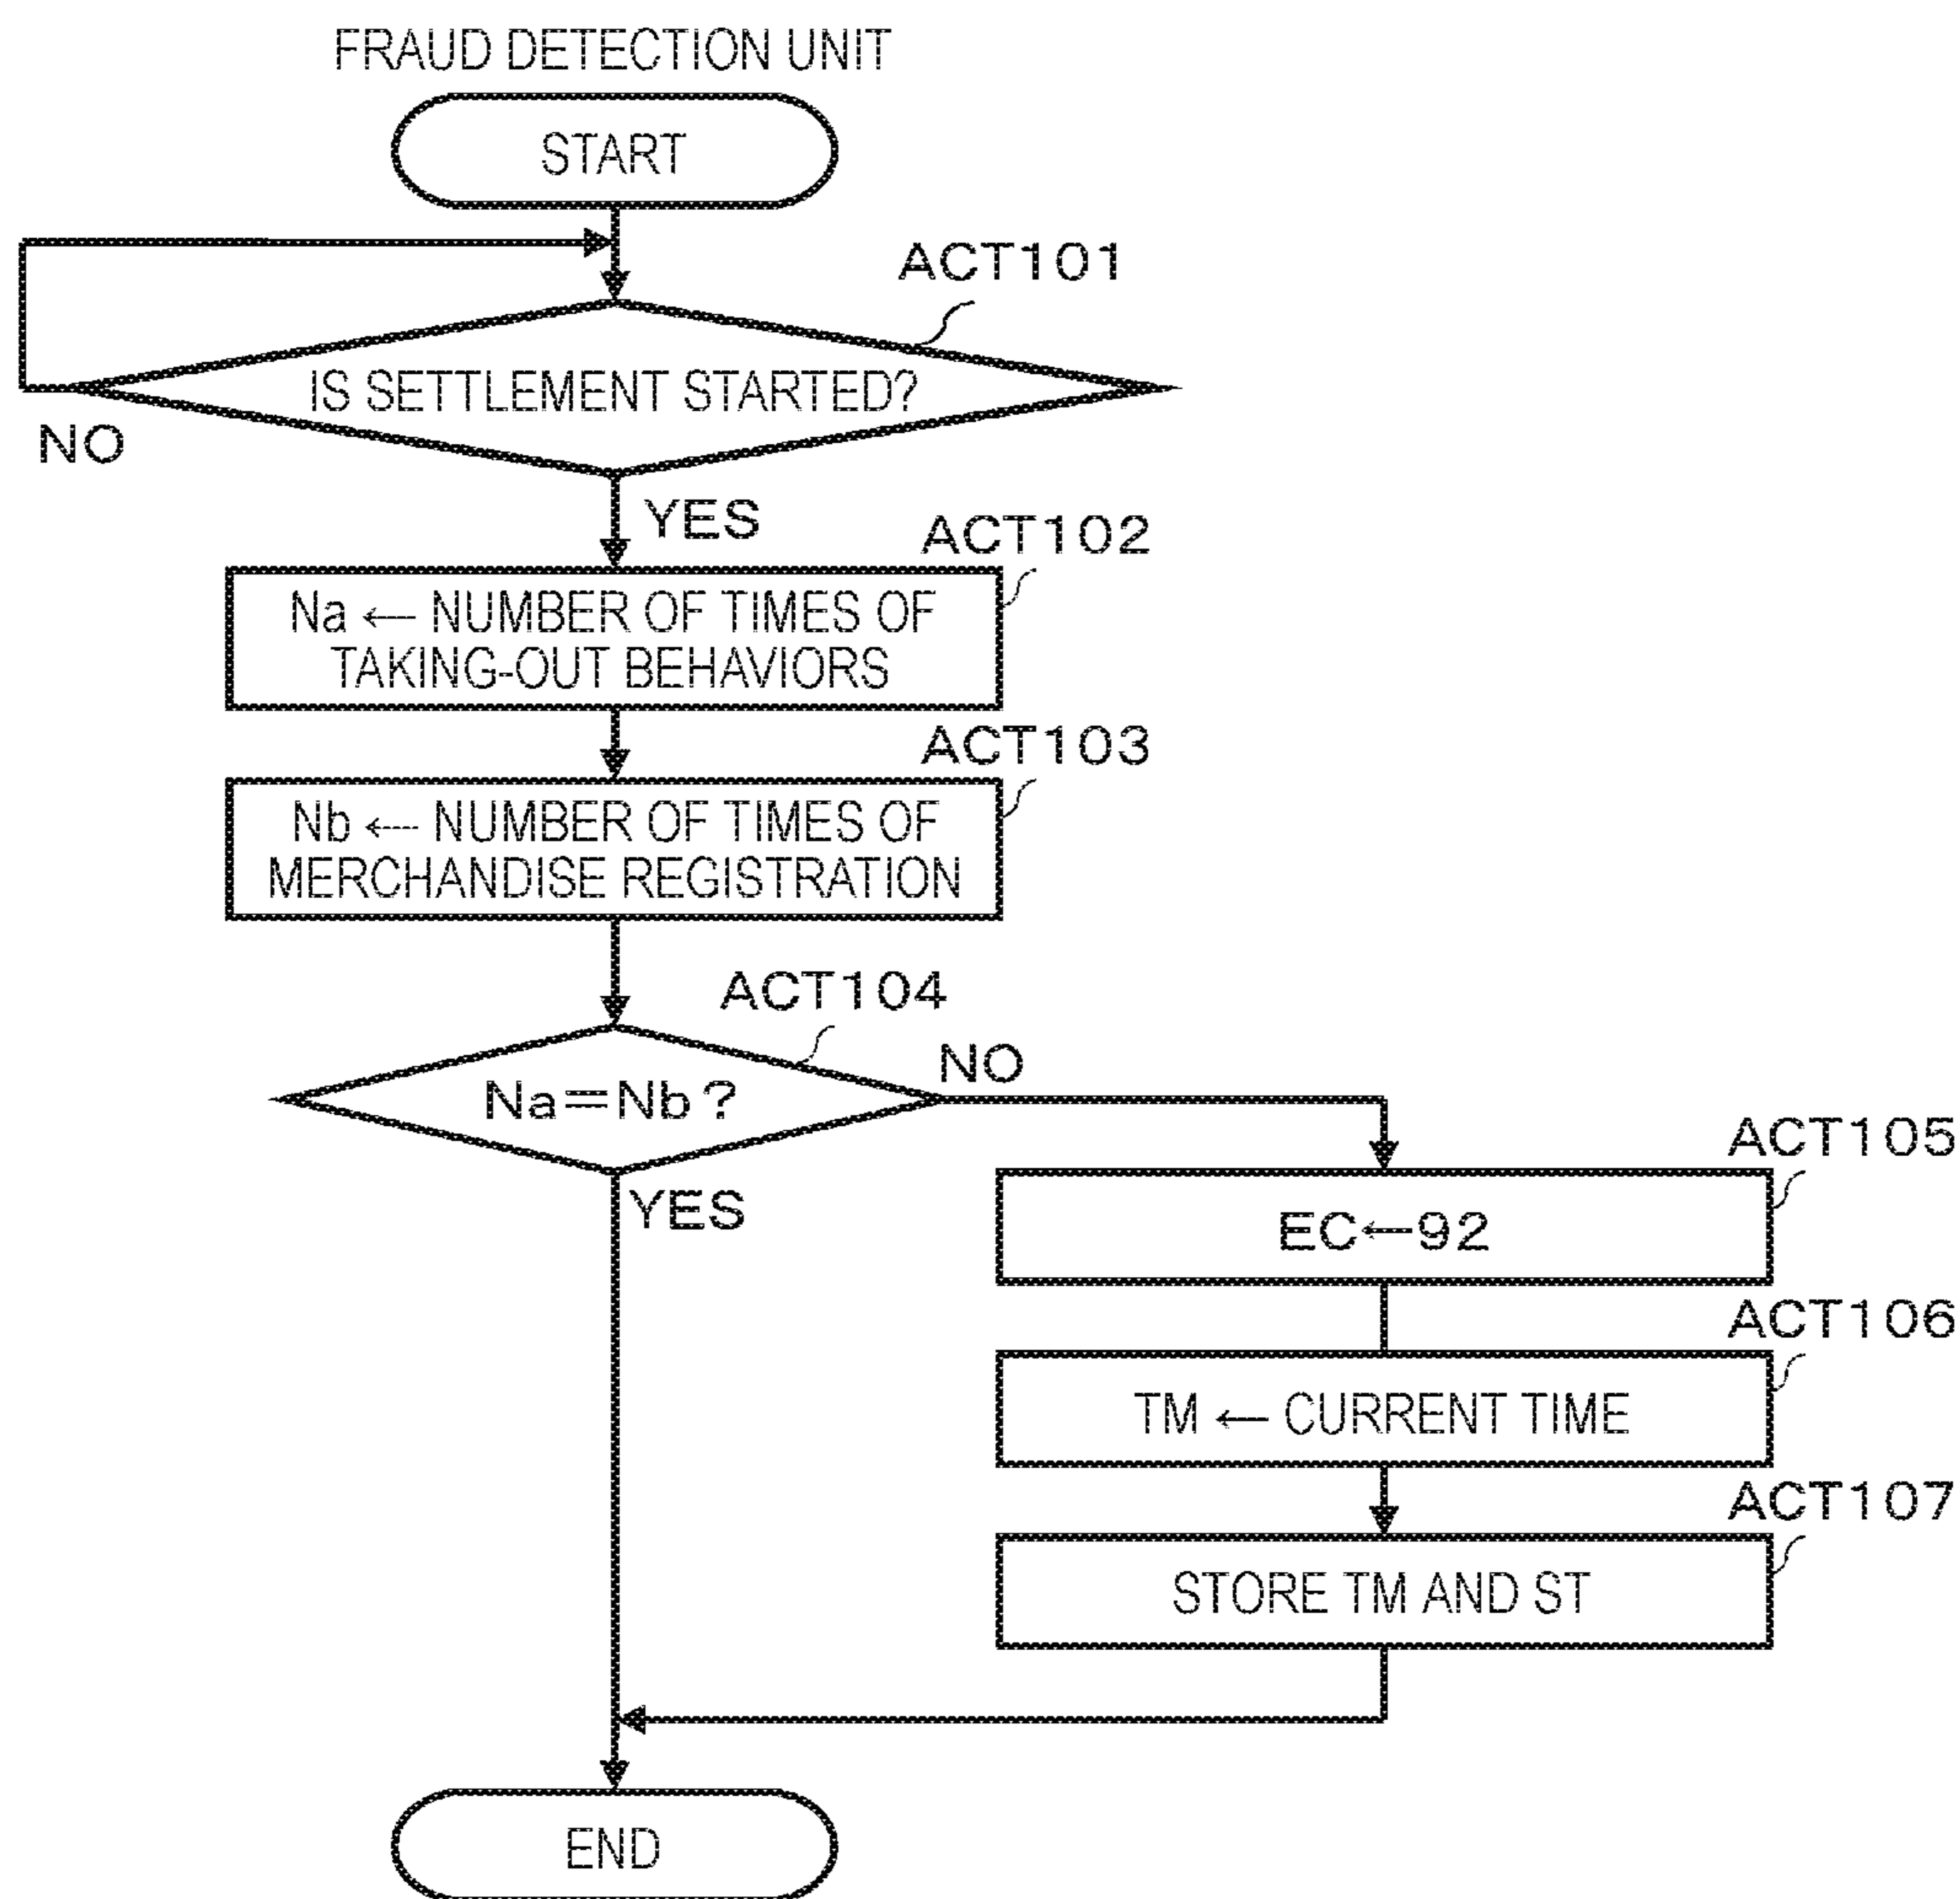 FRAUD DETECTION UNIT
START
ACT101
IS SETTLEMENT STARTED?
NO
YES
ACT102
Na ← NUMBER OF TIMES OF
TAKING-OUT BEHAVIORS
ACT103
Nb ← NUMBER OF TIMES OF
MERCHANDISE REGISTRATION
ACT104
Na=Nb?
NO
YES
ACT105
EC←92
ACT106
TM ← CURRENT TIME
ACT107
STORE TM AND ST
END